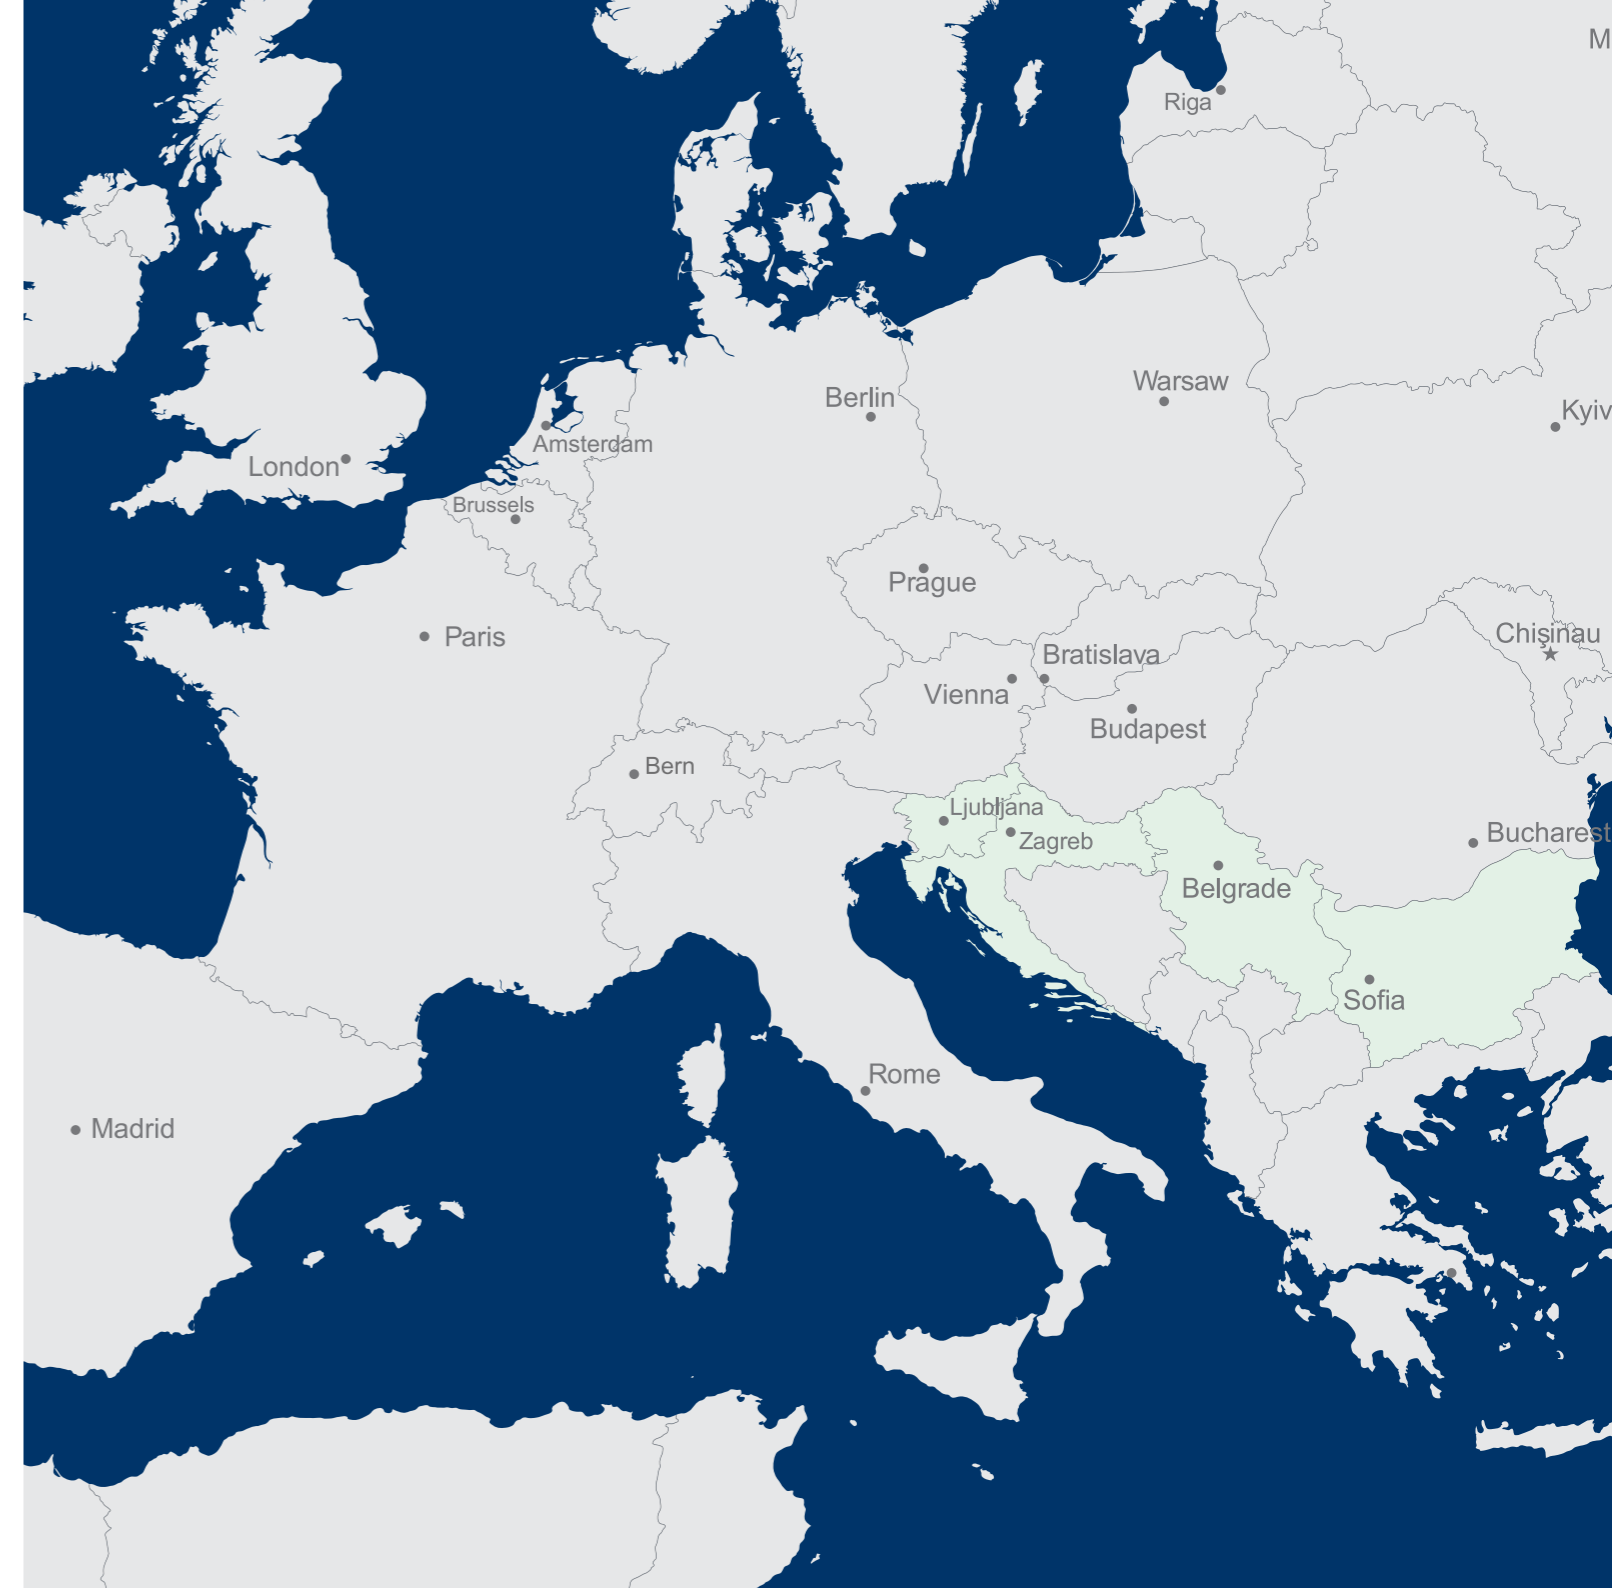 M
Riga
Warsaw
Berlin
Kyiv
Amsterdam
London
Brussels
Prague
Chişinau
Paris
Bratislava
Vienna
Budapest
Bern
Ljubljana
Bucharest
Zagreb
Belgrade
Sofia
Rome
Madrid